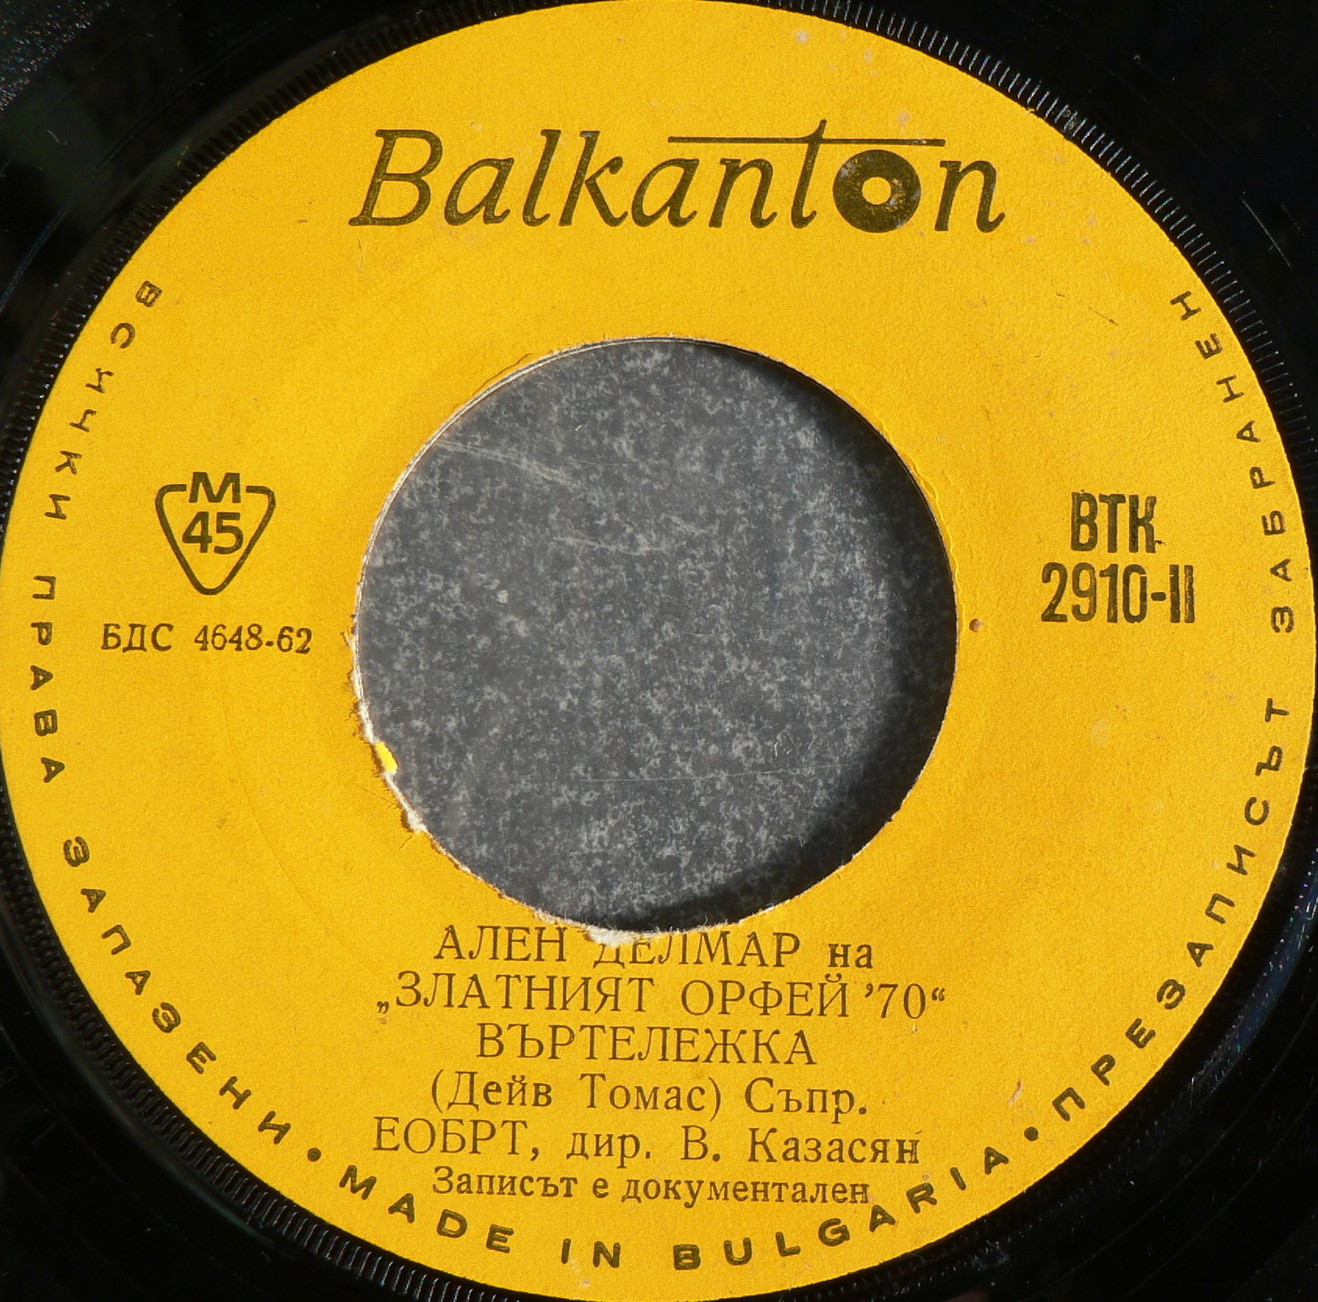 Balkanton
М
45
БДС 4648-62
ВТК
2910-II
АЛЕН ДЕЛМАР на
„ЗЛАТНИЯТ ОРФЕЙ '70“
ВЪРТЕЛЕЖКА
(Дейв Томас) Съпр.
ЕОБРТ, дир. В. Казасян
Записът е документален
ВСИЧКИ ПРАВА ЗАПАЗЕНИ • MADE IN BULGARIA • ПРЕЗАПИСЪТ ЗАБРАНЕН